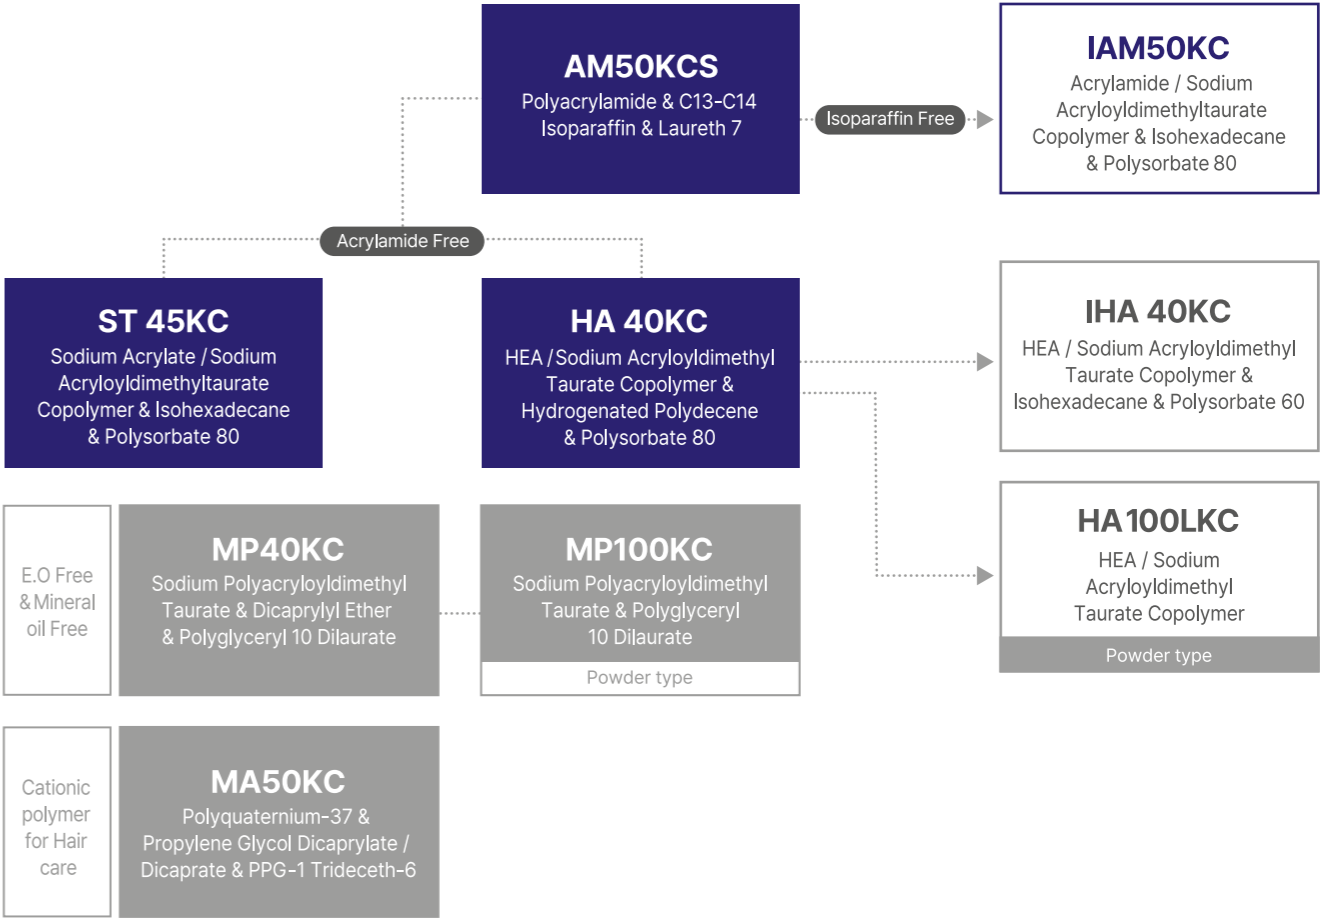 AM50KCS
Polyacrylamide & C13-C14
Isoparaffin & Laureth 7
Isoparaffin Free
IAM50KC
Acrylamide / Sodium
Acryloyldimethyltaurate
Copolymer & Isohexadecane
& Polysorbate 80
Acrylamide Free
ST 45KC
Sodium Acrylate / Sodium
Acryloyldimethyltaurate
Copolymer & Isohexadecane
& Polysorbate 80
HA 40KC
HEA / Sodium Acryloyldimethyl
Taurate Copolymer &
Hydrogenated Polydecene
& Polysorbate 80
IHA 40KC
HEA / Sodium Acryloyldimethyl
Taurate Copolymer &
Isohexadecane & Polysorbate 60
HA 100LKC
HEA / Sodium
Acryloyldimethyl
Taurate Copolymer
Powder type
E.O Free
& Mineral
oil Free
MP40KC
Sodium Polyacryloyldimethyl
Taurate & Dicaprylyl Ether
& Polyglyceryl 10 Dilaurate
MP100KC
Sodium Polyacryloyldimethyl
Taurate & Polyglyceryl
10 Dilaurate
Powder type
Cationic
polymer
for Hair
care
MA50KC
Polyquaternium-37 &
Propylene Glycol Dicaprylate /
Dicaprate & PPG-1 Trideceth-6